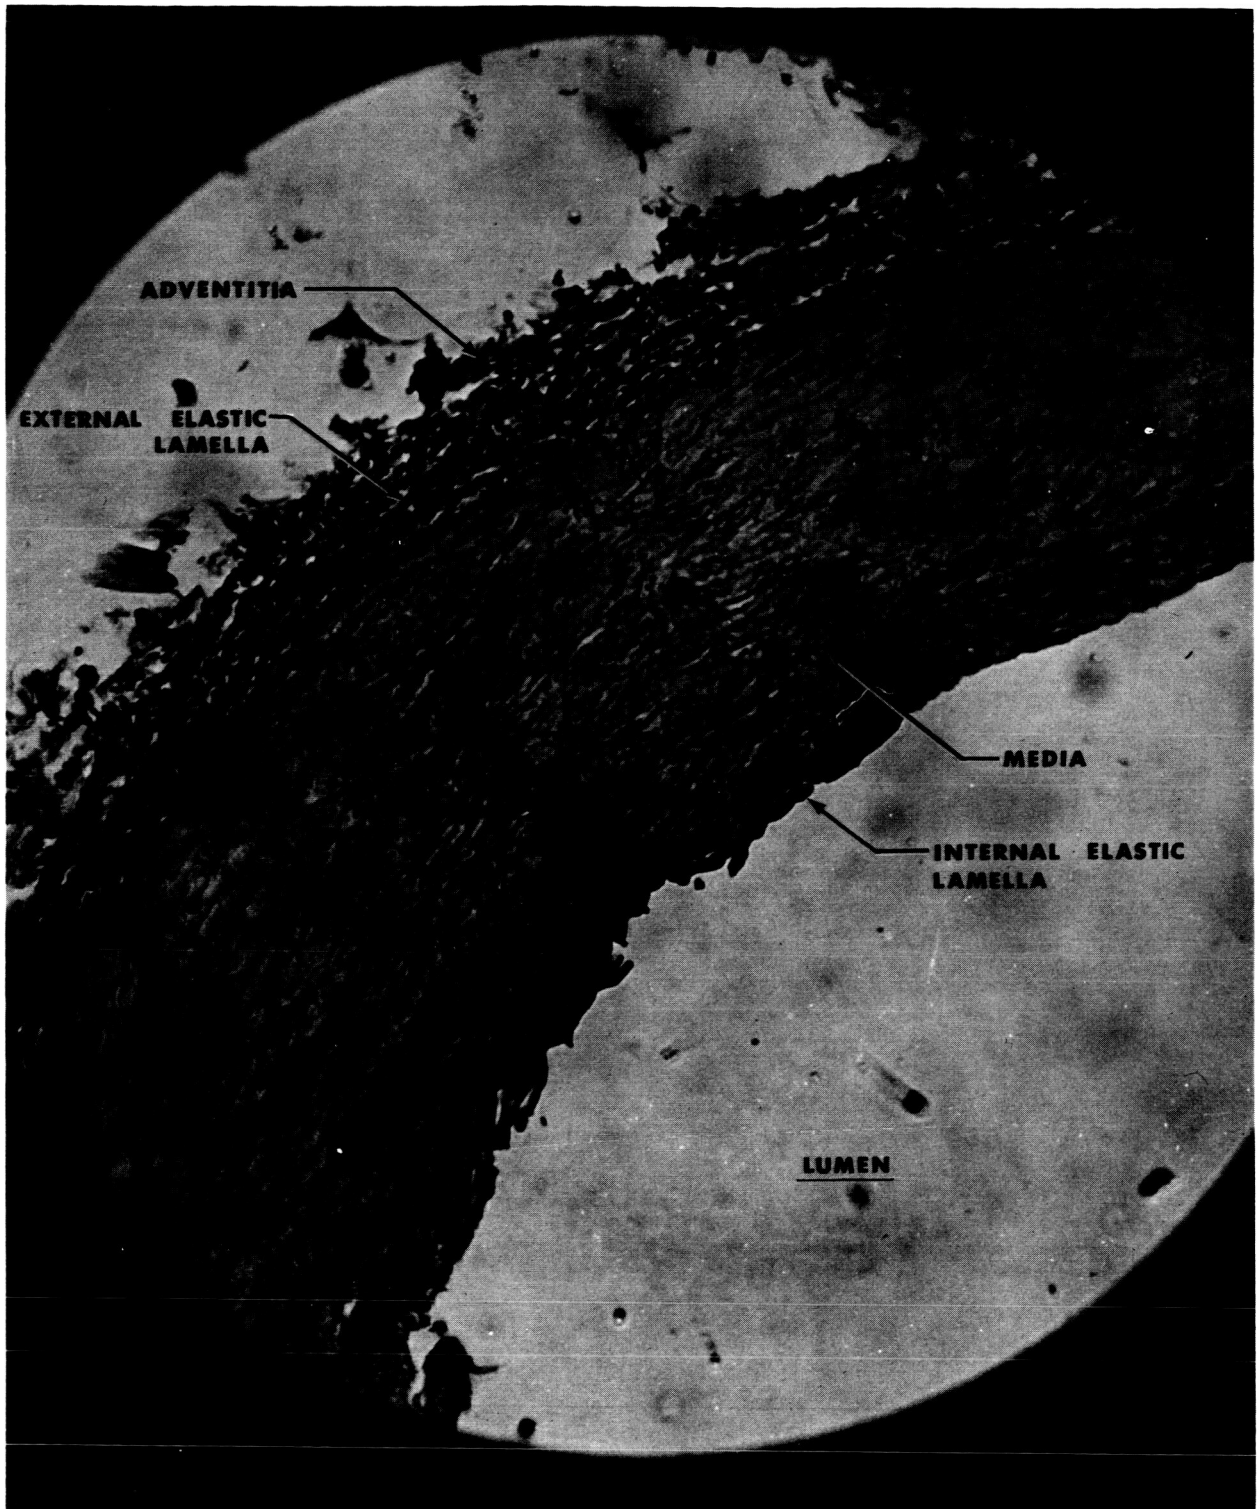 ADVENTITIA
EXTERNAL ELASTIC
LAMELLA
MEDIA
INTERNAL ELASTIC
LAMELLA
LUMEN